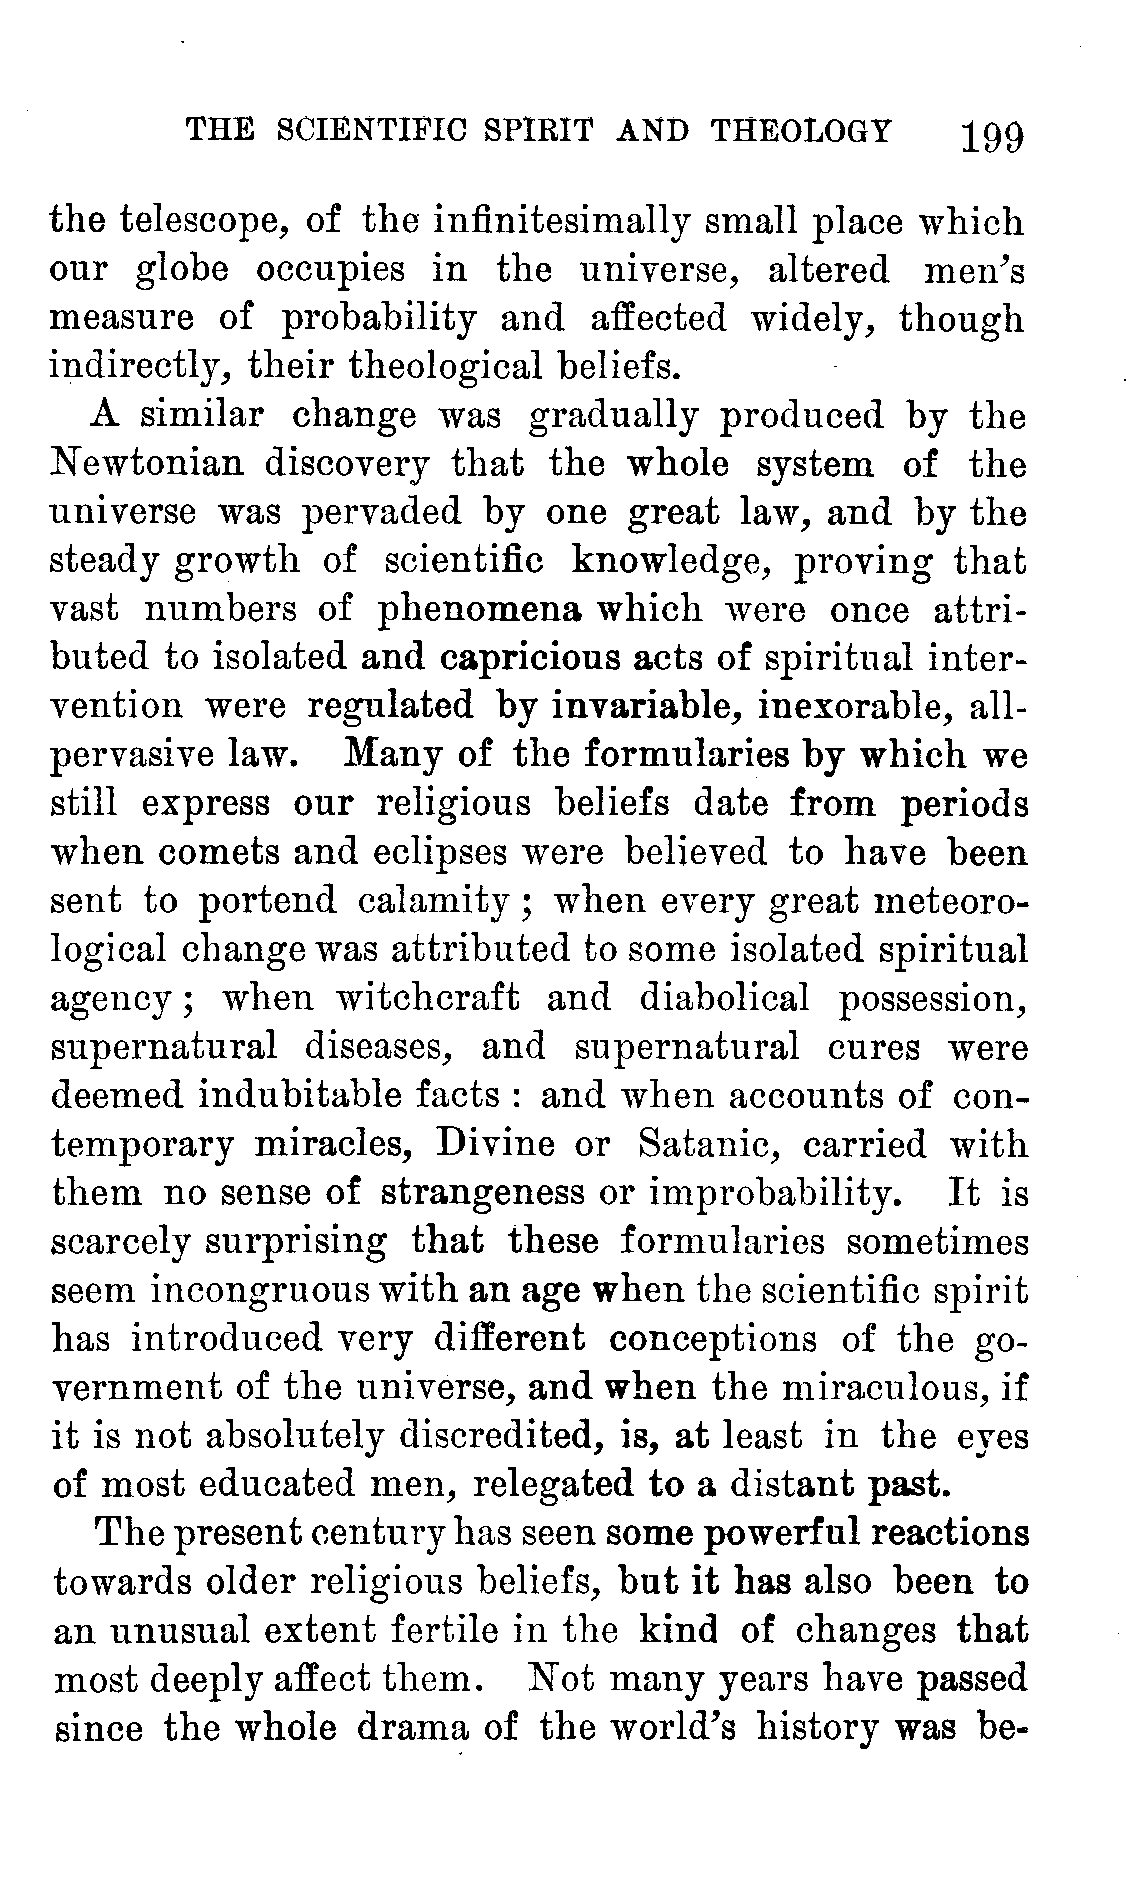 THE SCIENTIFIC SPIRIT AND THEOLOGY 199
the telescope, of the infinitesimally small place which
our globe occupies in the universe, altered men's
measure of probability and affected widely, though
indirectly, their theological beliefs.
A similar change was gradually produced by the
Newtonian discovery that the whole system of the
universe was pervaded by one great law, and by the
steady growth of scientific knowledge, proving that
vast numbers of phenomena which were once attri-
buted to isolated and capricious acts of spiritual inter-
vention were regulated by invariable, inexorable, all-
pervasive law. Many of the formularies by which we
still express our religious beliefs date from periods
when comets and eclipses were believed to have been
sent to portend calamity ; when every great meteoro-
logical change was attributed to some isolated spiritual
agency ; when witchcraft and diabolical possession,
supernatural diseases, and supernatural cures were
deemed indubitable facts : and when accounts of con-
temporary miracles, Divine or Satanic, carried with
them no sense of strangeness or improbability. It is
scarcely surprising that these formularies sometimes
seem incongruous with an age when the scientific spirit
has introduced very different conceptions of the go-
vernment of the universe, and when the miraculous, if
it is not absolutely discredited, is, at least in the eyes
of most educated men, relegated to a distant past.
The present century has seen some powerful reactions
towards older religious beliefs, but it has also been to
an unusual extent fertile in the kind of changes that
most deeply affect them. Not many years have passed
since the whole drama of the world's history was be-